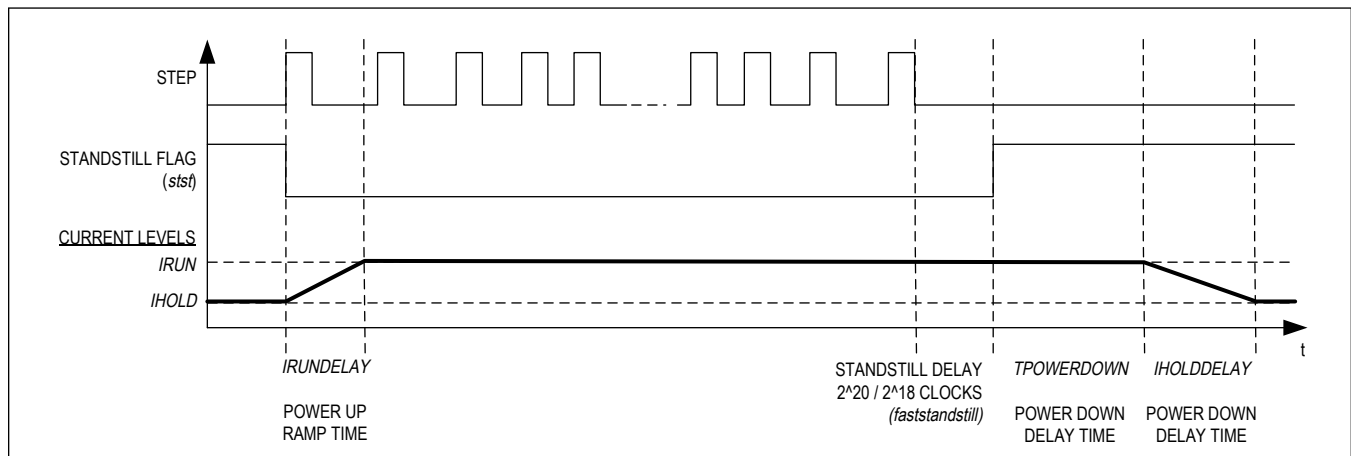 STEP
STANDSTILL FLAG
(stst)
CURRENT LEVELS
IRUN
IHOLD
t
IRUNDELAY
POWER UP
RAMP TIME
STANDSTILL DELAY
2^20 / 2^18 CLOCKS
(faststandstill)
TPOWERDOWN
POWER DOWN
DELAY TIME
IHOLDDELAY
POWER DOWN
DELAY TIME